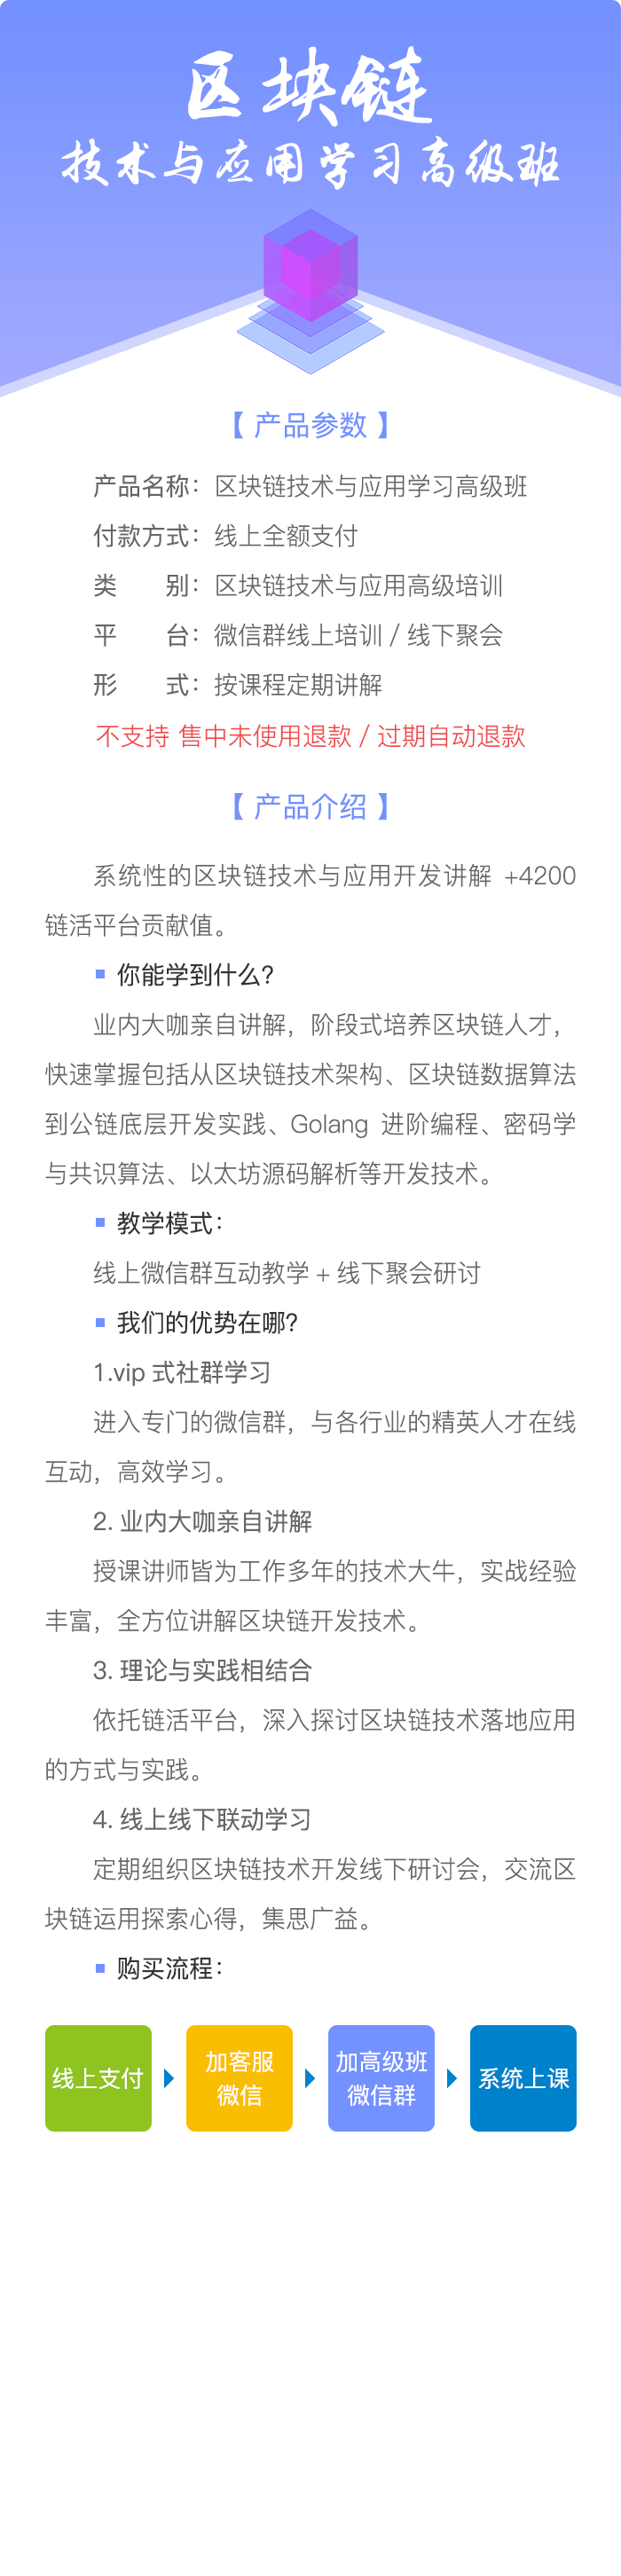 区块链
技术与应用学习高级班
【 产品参数 】
产品名称：区块链技术与应用学习高级班
付款方式：线上全额支付
类　　别：区块链技术与应用高级培训
平　　台：微信群线上培训 / 线下聚会
形　　式：按课程定期讲解
不支持 售中未使用退款 / 过期自动退款
【 产品介绍 】
系统性的区块链技术与应用开发讲解 +4200
链活平台贡献值。
你能学到什么？
业内大咖亲自讲解，阶段式培养区块链人才，
快速掌握包括从区块链技术架构、区块链数据算法
到公链底层开发实践、Golang 进阶编程、密码学
与共识算法、以太坊源码解析等开发技术。
教学模式：
线上微信群互动教学 + 线下聚会研讨
我们的优势在哪？
1.vip 式社群学习
进入专门的微信群，与各行业的精英人才在线
互动，高效学习。
2. 业内大咖亲自讲解
授课讲师皆为工作多年的技术大牛，实战经验
丰富，全方位讲解区块链开发技术。
3. 理论与实践相结合
依托链活平台，深入探讨区块链技术落地应用
的方式与实践。
4. 线上线下联动学习
定期组织区块链技术开发线下研讨会，交流区
块链运用探索心得，集思广益。
购买流程：
线上支付
加客服
微信
加高级班
微信群
系统上课